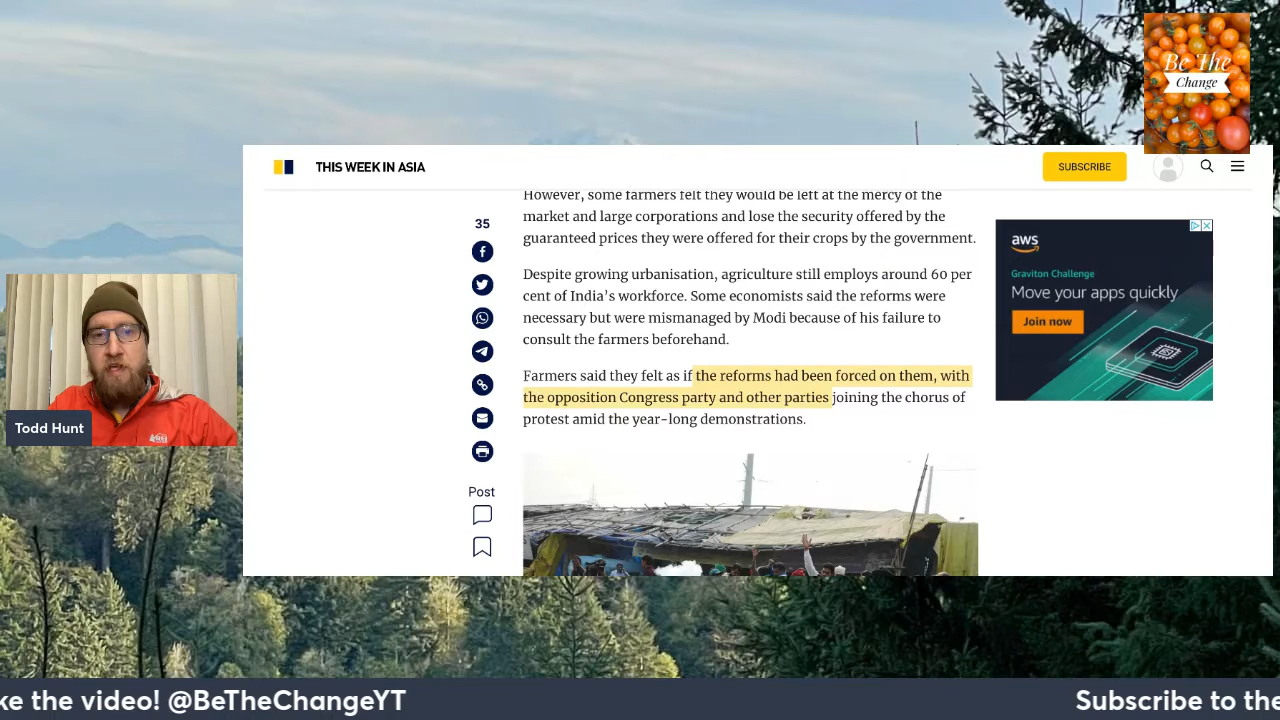 Be The
Change
THIS WEEK IN ASIA
SUBSCRIBE
However, some farmers felt they would be left at the mercy of the
market and large corporations and lose the security offered by the
guaranteed prices they were offered for their crops by the government.
Despite growing urbanisation, agriculture still employs around 60 per
cent of India’s workforce. Some economists said the reforms were
necessary but were mismanaged by Modi because of his failure to
consult the farmers beforehand.
Farmers said they felt as if the reforms had been forced on them, with
the opposition Congress party and other parties joining the chorus of
protest amid the year-long demonstrations.
35
Post
aws
Graviton Challenge
Move your apps quickly
Join now
Todd Hunt
ke the video! @BeTheChangeYT
Subscribe to the